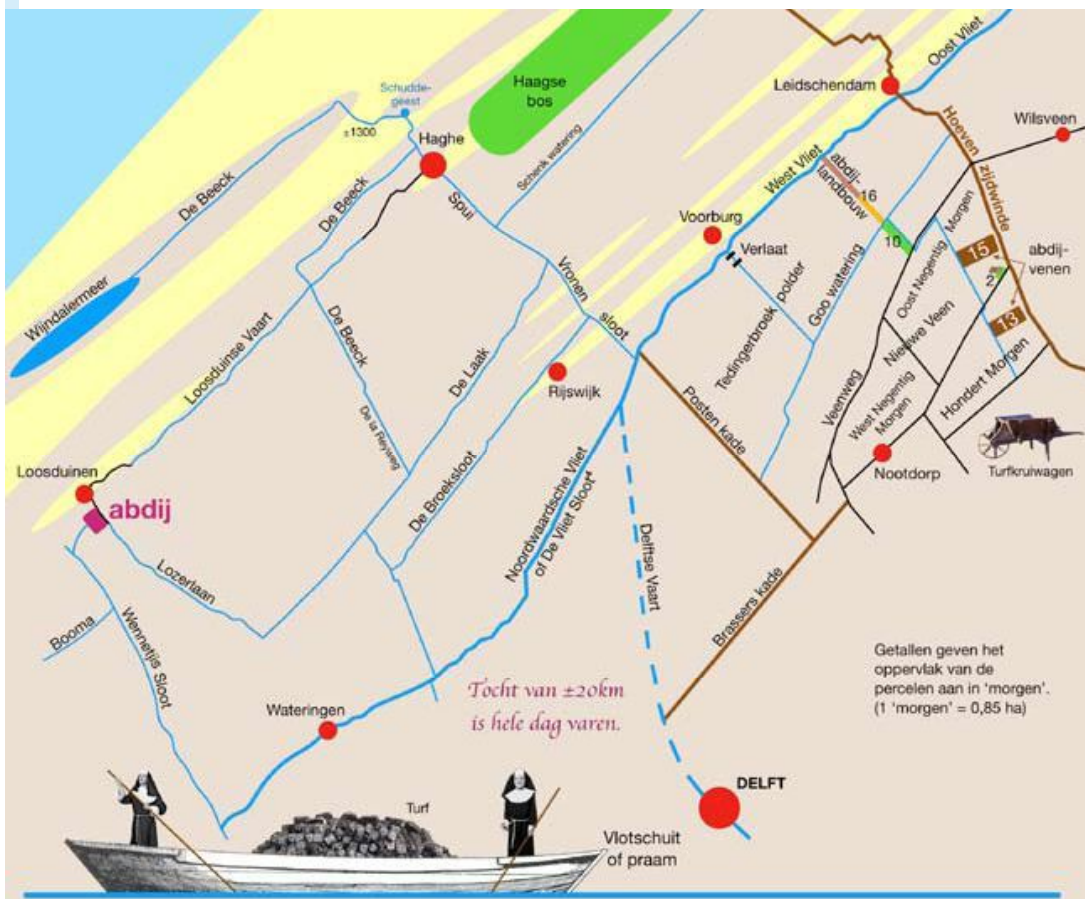 Oost Vliet
Leidschendam
Haagse
bos
Schudde-
geest
±1300
Haghe
Wilsveen
Hoeven
zijdwinde
Schenk watering
West Vliet
abdij-
landbouw
16
10
De Beeck
De Beeck
Spui
Voorburg
Verlaat
Oost Negentig Morgen
15
abdij-
venen
2
13
Wijndalermeer
Vronen
sloot
Goo watering
Tedingerbroek polder
Nieuwe Veen
Loosduinse Vaart
De Beeck
De Laak
De la Reyweg
Rijswijk
Posten kade
Veenweg
West Negentig
Morgen
Hondert Morgen
Turfkruiwagen
Nootdorp
Loosduinen
abdij
De Broeksloot
Noordwaardsche Vliet
of De Vliet Sloot⁴
Delftse Vaart
Lozerlaan
Brassers kade
Booma
Wennetjis Sloot
Getallen geven het
oppervlak van de
percelen aan in ‘morgen’.
(1 ‘morgen’ = 0,85 ha)
Tocht van ±20km
is hele dag varen.
Wateringen
DELFT
Turf
Vlotschuit
of praam